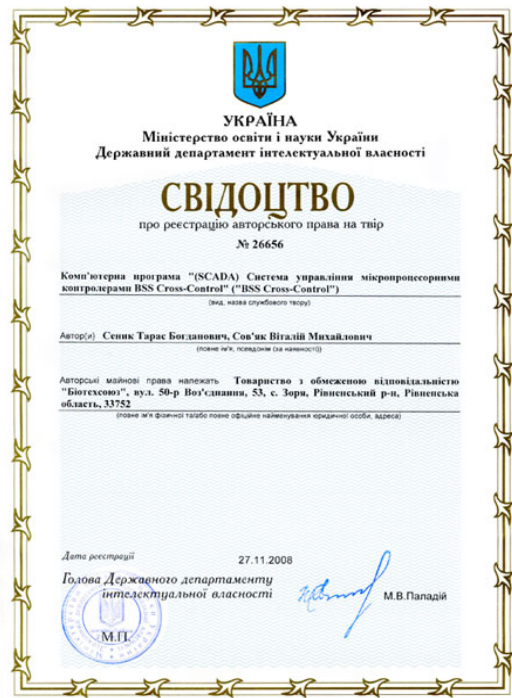 УКРАЇНА
Міністерство освіти і науки України
Державний департамент інтелектуальної власності
СВІДОЦТВО
про реєстрацію авторського права на твір
№ 26656
Комп'ютерна програма "(SCADA) Система управління мікропроцесорними
контролерами BSS Cross-Control" ("BSS Cross-Control")
(вид, назва службового твору)
Автор(и) Сеник Тарас Богданович, Сов'як Віталій Михайлович
(повне ім'я, псевдонім (за наявності))
Авторські майнові права належать Товариство з обмеженою відповідальністю
"Біотехсоюз", вул. 50-р Воз'єднання, 53, с. Зоря, Рівненський р-н, Рівненська
область, 33752
(повне ім'я фізичної та/або повне офіційне найменування юридичної особи, адреса)
Дата реєстрації 27.11.2008
Голова Державного департаменту
інтелектуальної власності
М.В.Паладій
М.П.